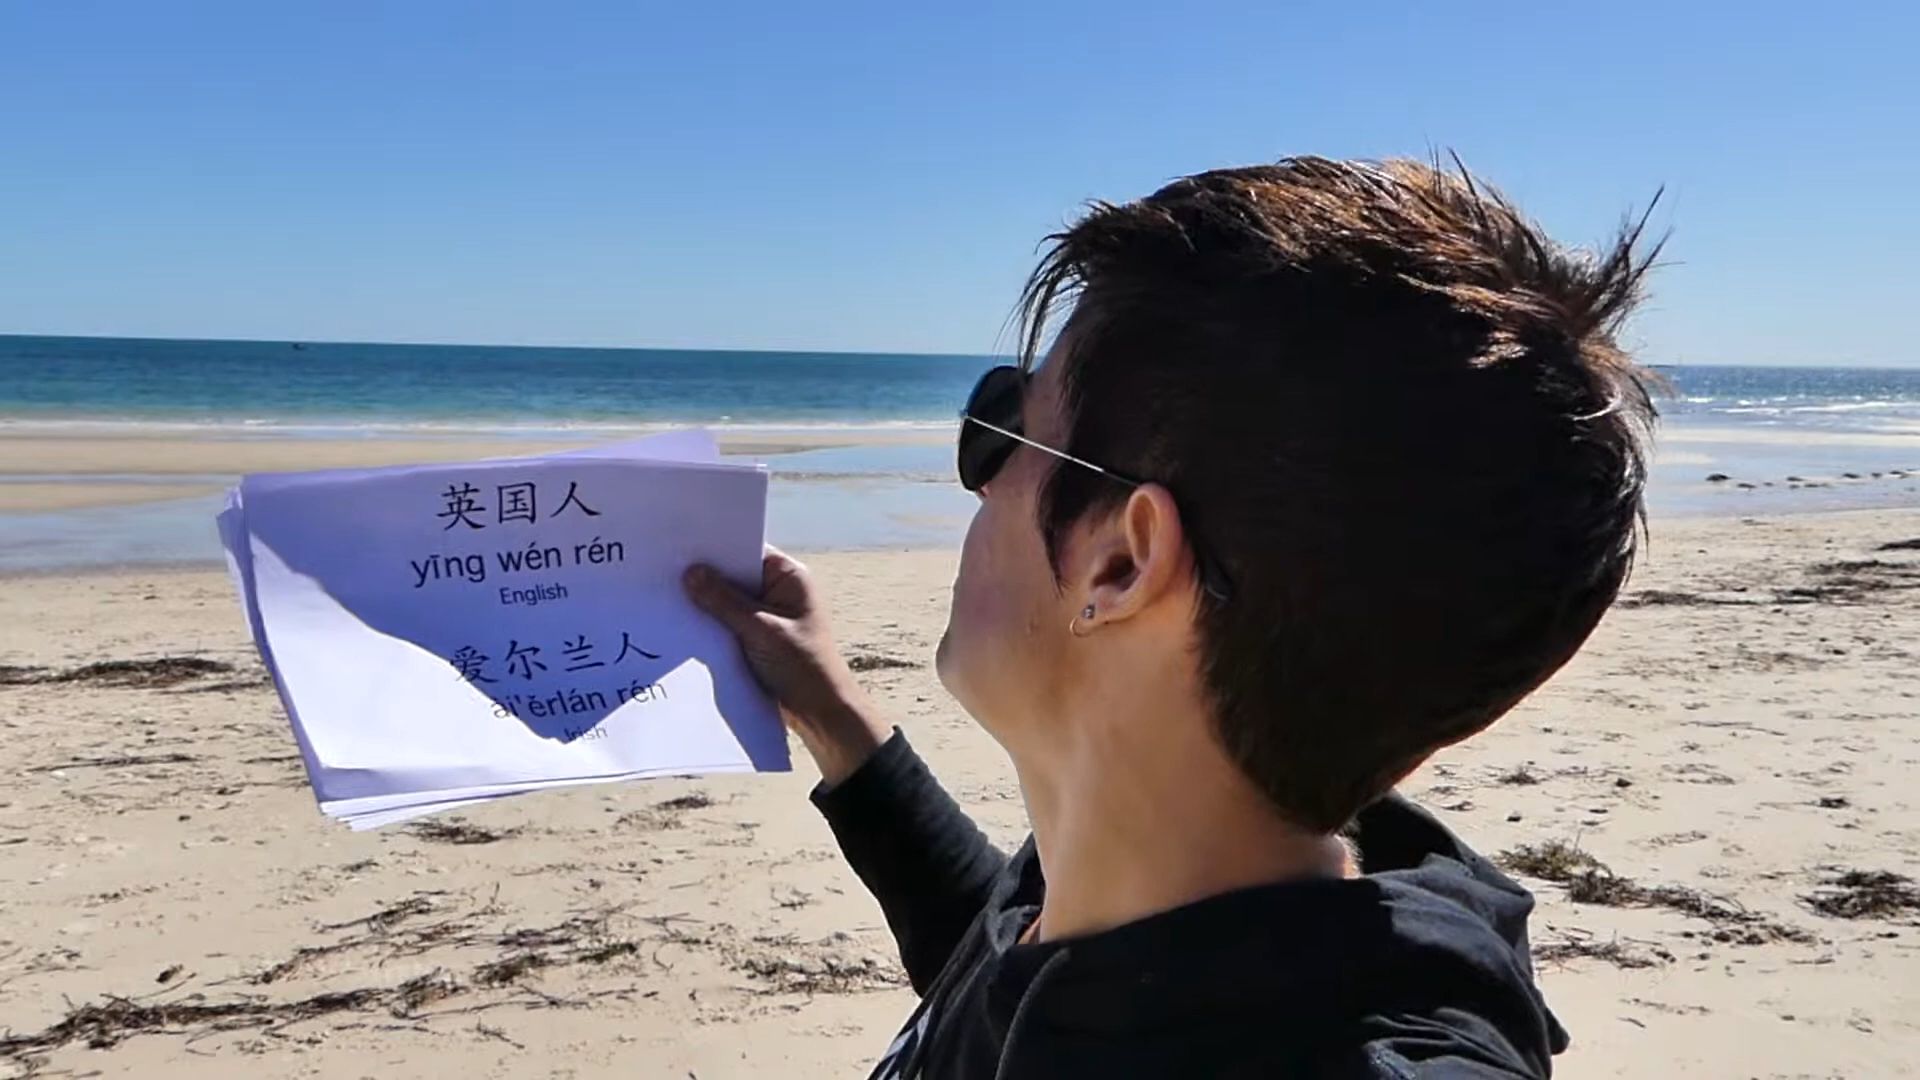 英国人
yīng wén rén
English
爱尔兰人
ài'ěrlán rén
Irish